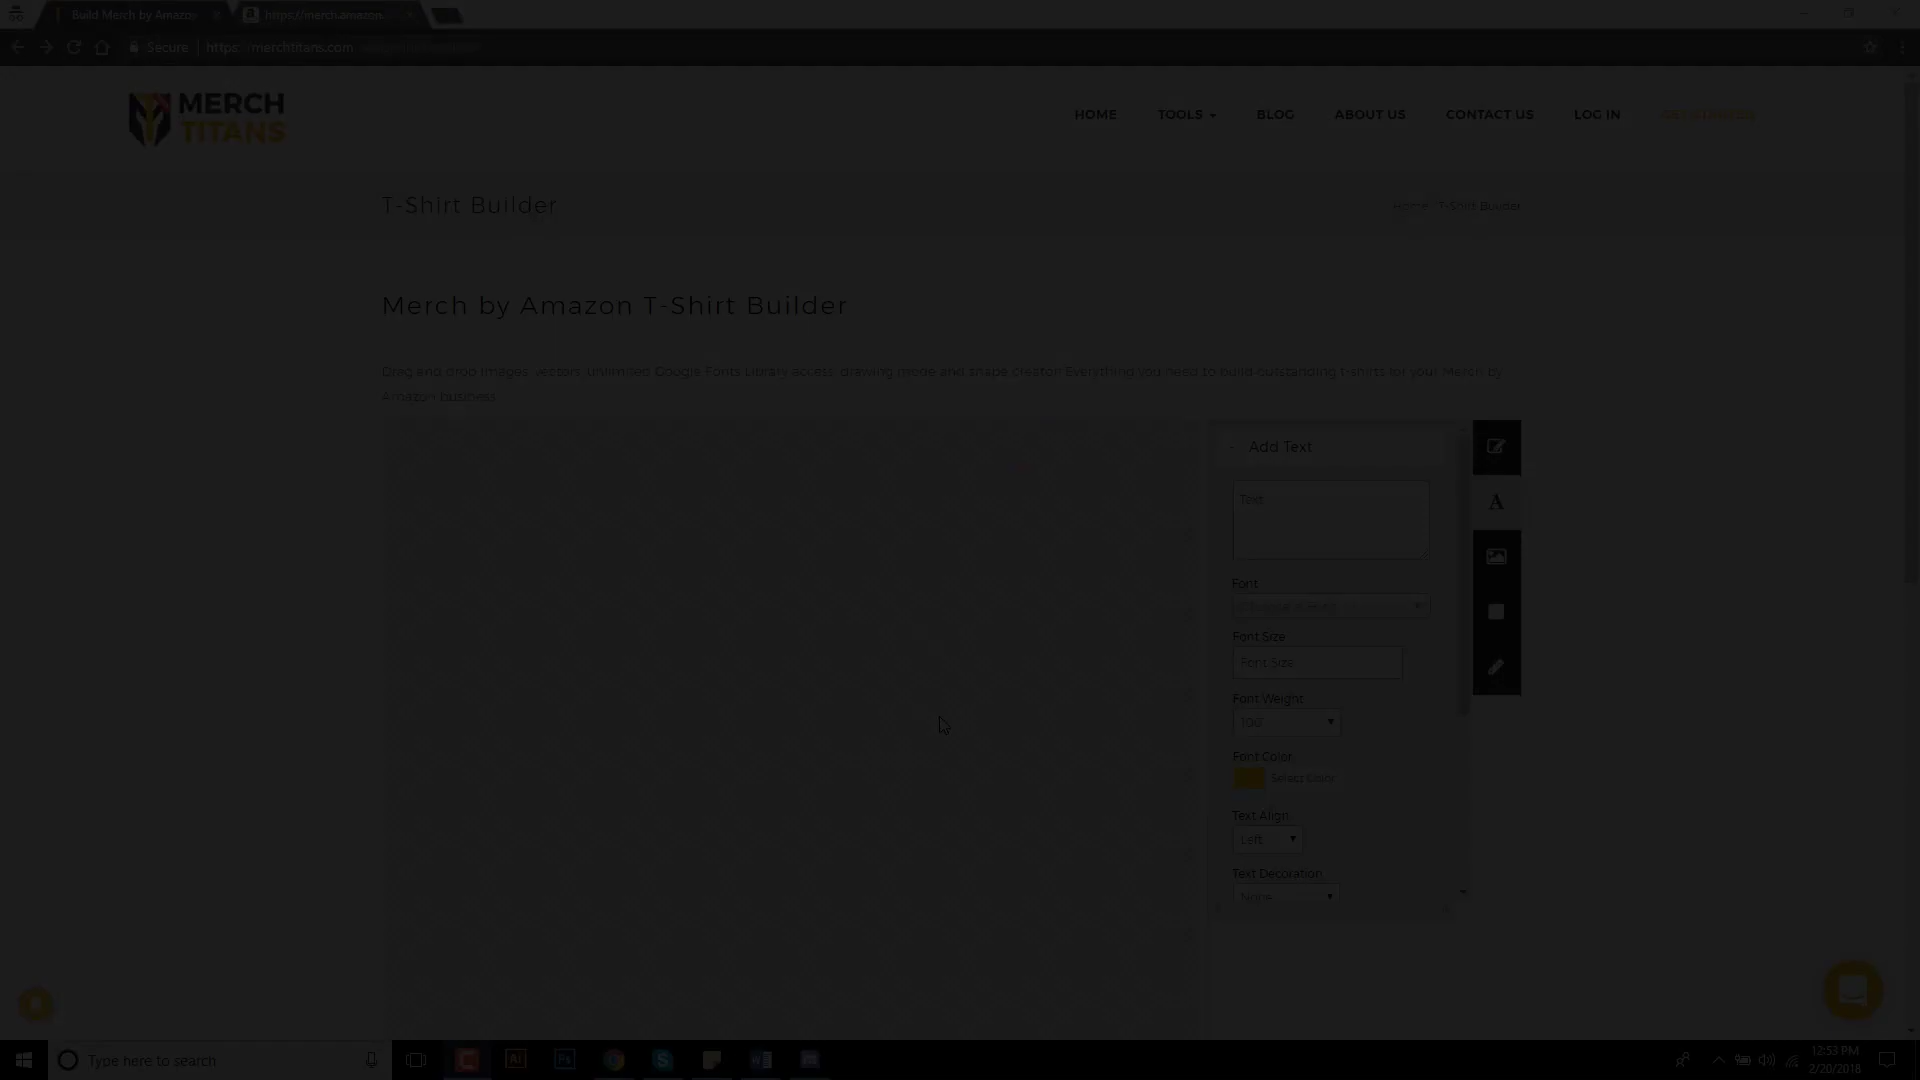 Build Merch by Amazo
https://merch.amazon.
Secure
https://merchtitans.com
MERCH
TITANS
HOME
TOOLS
BLOG
ABOUT US
CONTACT US
LOG IN
T-Shirt Builder
Home
T-Shirt Builder
Merch by Amazon T-Shirt Builder
Drag and drop images, vectors, unlimited Google Fonts Library access, drawing mode and shape creator! Everything you need to build outstanding t-shirts for your Merch by
Amazon business.
- Add Text
Text
Font
Font Size
Font Size
Font Weight
100
Font Color
Select Color
Text Align
Left
Text Decoration
None
Type here to search
12:53 PM
2/20/2018